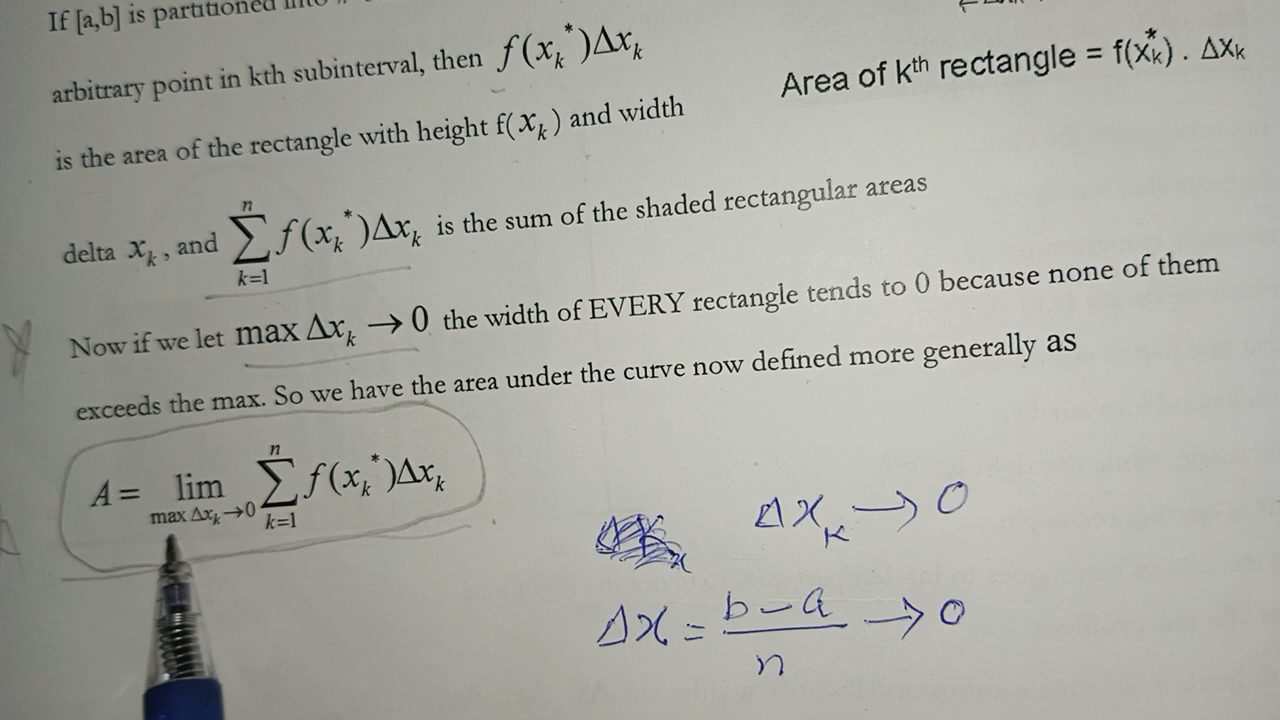 If [a,b] is partitioned
arbitrary point in kth subinterval, then f(x_k^*)Δx_k
Area of kth rectangle = f(x_k^*) . Δx_k
is the area of the rectangle with height f(x_k) and width
delta x_k, and \sum_{k=1}^{n} f(x_k^*)Δx_k is the sum of the shaded rectangular areas
Now if we let max Δx_k → 0 the width of EVERY rectangle tends to 0 because none of them
exceeds the max. So we have the area under the curve now defined more generally as
A = \lim_{max Δx_k→0} \sum_{k=1}^{n} f(x_k^*)Δx_k
Δx_k → 0
Δx = \frac{b-a}{n} → 0